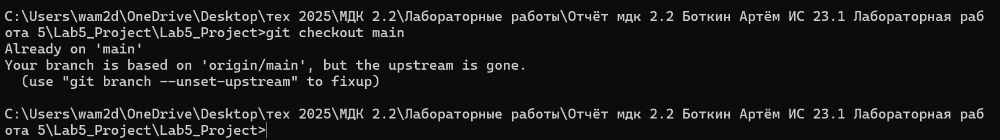 C:\Users\wam2d\OneDrive\Desktop\тех 2025\МДК 2.2\Лабораторные работы\Отчёт мдк 2.2 Боткин Артём ИС 23.1 Лабораторная раб
ота 5\Lab5_Project\Lab5_Project>git checkout main
Already on 'main'
Your branch is based on 'origin/main', but the upstream is gone.
  (use "git branch --unset-upstream" to fixup)

C:\Users\wam2d\OneDrive\Desktop\тех 2025\МДК 2.2\Лабораторные работы\Отчёт мдк 2.2 Боткин Артём ИС 23.1 Лабораторная раб
ота 5\Lab5_Project\Lab5_Project>